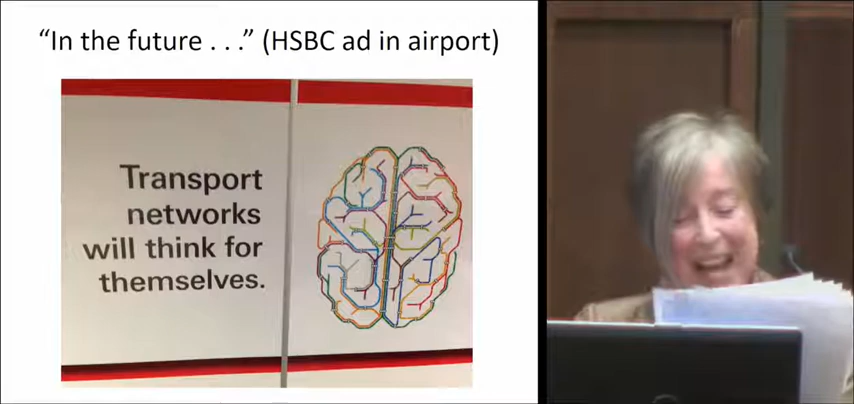 “In the future . . .” (HSBC ad in airport)
Transport
networks
will think for
themselves.